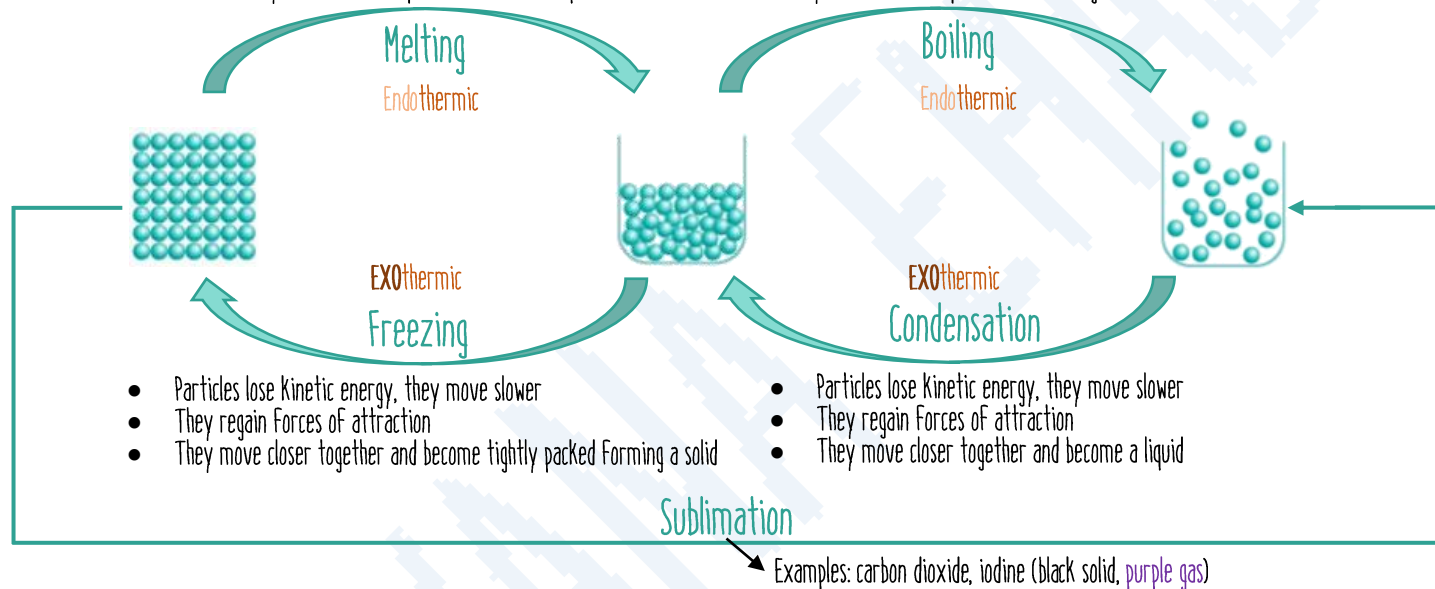 Melting
Boiling
Endothermic
Endothermic
EXOthermic
EXOthermic
Freezing
Condensation
• Particles lose kinetic energy, they move slower
• They regain Forces of attraction
• They move closer together and become tightly packed Forming a solid
• Particles lose kinetic energy, they move slower
• They regain Forces of attraction
• They move closer together and become a liquid
Sublimation
Examples: carbon dioxide, iodine (black solid, purple gas)